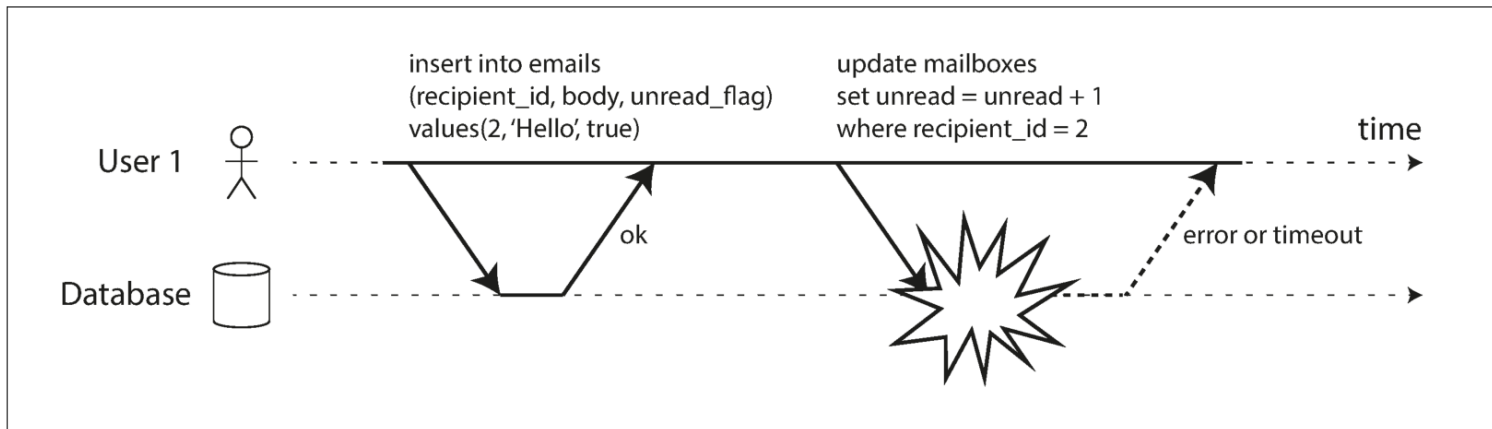 insert into emails
(recipient_id, body, unread_flag)
values(2, ‘Hello’, true)
update mailboxes
set unread = unread + 1
where recipient_id = 2
time
User 1
ok
error or timeout
Database